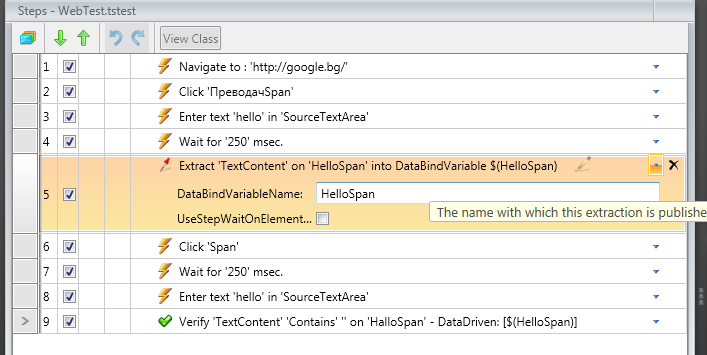 Steps - WebTest.tstest
View Class
1 Navigate to : 'http://google.bg/'
2 Click 'ПреводачSpan'
3 Enter text 'hello' in 'SourceTextArea'
4 Wait for '250' msec.
Extract 'TextContent' on 'HelloSpan' into DataBindVariable $(HelloSpan)
5 DataBindVariableName: HelloSpan
The name with which this extraction is publishe
UseStepWaitOnElement...
6 Click 'Span'
7 Wait for '250' msec.
8 Enter text 'hello' in 'SourceTextArea'
9 Verify 'TextContent' 'Contains' '' on 'HalloSpan' - DataDriven: [$(HelloSpan)]